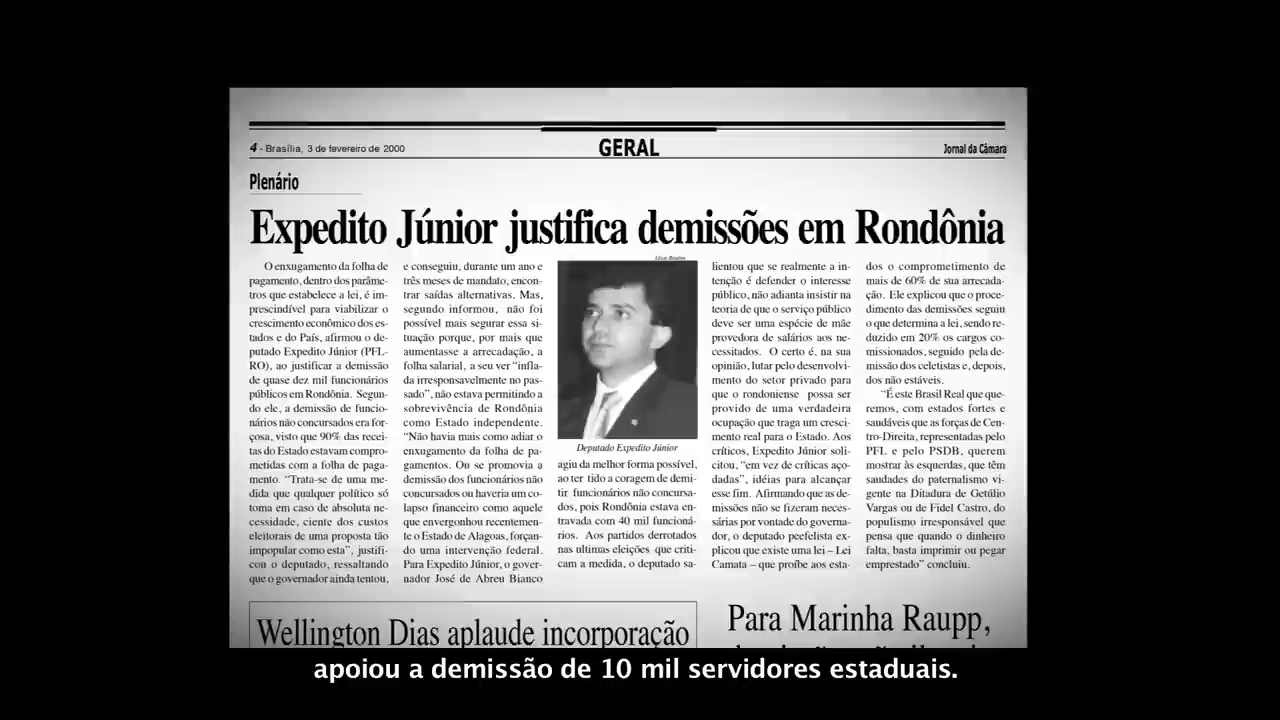 4 - Brasília, 3 de fevereiro de 2000
GERAL
Jornal da Câmara
Plenário
Expedito Júnior justifica demissões em Rondônia
O enxugamento da folha de
pagamento, dentro dos parâme-
tros que estabelece a lei, é im-
prescindível para viabilizar o
crescimento econômico dos es-
tados e do País, afirmou o de-
putado Expedito Júnior (PFL-
RO), ao justificar a demissão
de quase dez mil funcionários
públicos em Rondônia. Segun-
do ele, a demissão de funcio-
nários não concursados era for-
çosa, visto que 90% das recei-
tas do Estado estavam compro-
metidas com a folha de paga-
mento. “Trata-se de uma me-
dida que qualquer político só
toma em caso de absoluta ne-
cessidade, ciente dos custos
eleitorais de uma proposta tão
impopular como esta”, justifi-
cou o deputado, ressaltando
que o governador ainda tentou,
e conseguiu, durante um ano e
três meses de mandato, encon-
trar saídas alternativas. Mas,
segundo informou, não foi
possível mais segurar essa si-
tuação porque, por mais que
aumentasse a arrecadação, a
folha salarial, a seu ver “infla-
da irresponsavelmente no pas-
sado”, não estava permitindo a
sobrevivência de Rondônia
como Estado independente.
“Não havia mais como adiar o
enxugamento da folha de pa-
gamentos. Ou se promovia a
demissão dos funcionários não
concursados ou haveria um co-
lapso financeiro como aquele
que envergonhou recentemen-
te o Estado de Alagoas, forçan-
do uma intervenção federal.
Para Expedito Júnior, o gover-
nador José de Abreu Bianco
Deputado Expedito Júnior
agiu da melhor forma possível,
ao ter tido a coragem de demi-
tir funcionários não concursa-
dos, pois Rondônia estava en-
travada com 40 mil funcioná-
rios. Aos partidos derrotados
nas ultimas eleições que criti-
cam a medida, o deputado sa-
lientou que se realmente a in-
tenção é defender o interesse
público, não adianta insistir na
teoria de que o serviço público
deve ser uma espécie de mãe
provedora de salários aos ne-
cessitados. O certo é, na sua
opinião, lutar pelo desenvolvi-
mento do setor privado para
que o rondoniense possa ser
provido de uma verdadeira
ocupação que traga um cresci-
mento real para o Estado. Aos
críticos, Expedito Júnior soli-
citou, “em vez de críticas aço-
dadas”, idéias para alcançar
esse fim. Afirmando que as de-
missões não se fizeram neces-
sárias por vontade do governa-
dor, o deputado peefelista ex-
plicou que existe uma lei – Lei
Camata – que proíbe aos esta-
dos o comprometimento de
mais de 60% de sua arrecada-
ção. Ele explicou que o proce-
dimento das demissões seguiu
o que determina a lei, sendo re-
duzido em 20% os cargos co-
missionados, seguido pela de-
missão dos celetistas e, depois,
dos não estáveis.
“É este Brasil Real que que-
remos, com estados fortes e
saudáveis que as forças de Cen-
tro-Direita, representadas pelo
PFL e pelo PSDB, querem
mostrar às esquerdas, que têm
saudades do paternalismo vi-
gente na Ditadura de Getúlio
Vargas ou de Fidel Castro, do
populismo irresponsável que
pensa que quando o dinheiro
falta, basta imprimir ou pegar
emprestado” concluiu.
Wellington Dias aplaude incorporação
Para Marinha Raupp,
apoiou a demissão de 10 mil servidores estaduais.